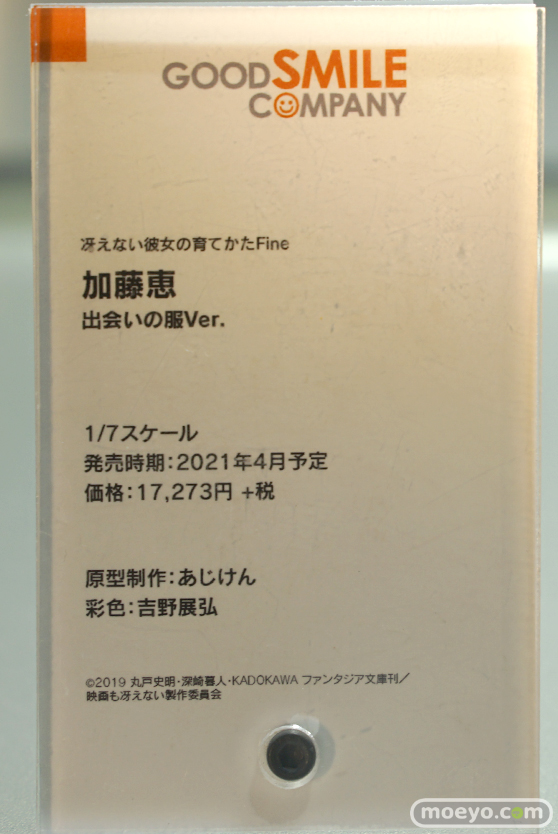 GOODSMILE
COMPANY
冴えない彼女の育てかたFine
加藤恵
出会いの服Ver.
1/7スケール
発売時期:2021年4月予定
価格:17,273円 +税
原型制作:あじけん
彩色:吉野展弘
©2019 丸戸史明・深崎暮人・KADOKAWA ファンタジア文庫刊/
映画も冴えない製作委員会
moeyo.com